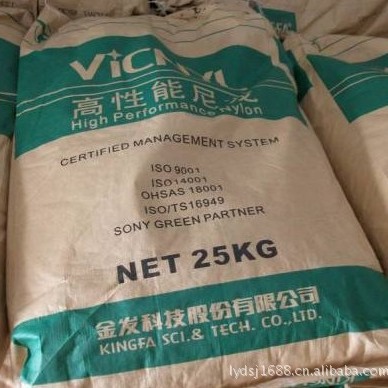 ViCNYL
高性能尼龙
High Performance Nylon
CERTIFIED MANAGEMENT SYSTEM
ISO 9001
ISO 14001
OHSAS 18001
ISO/TS16949
SONY GREEN PARTNER
NET 25KG
金发科技股份有限公司
KINGFA SCI.& TECH. CO.,LTD.
lydsj1688.cn.alibaba.com